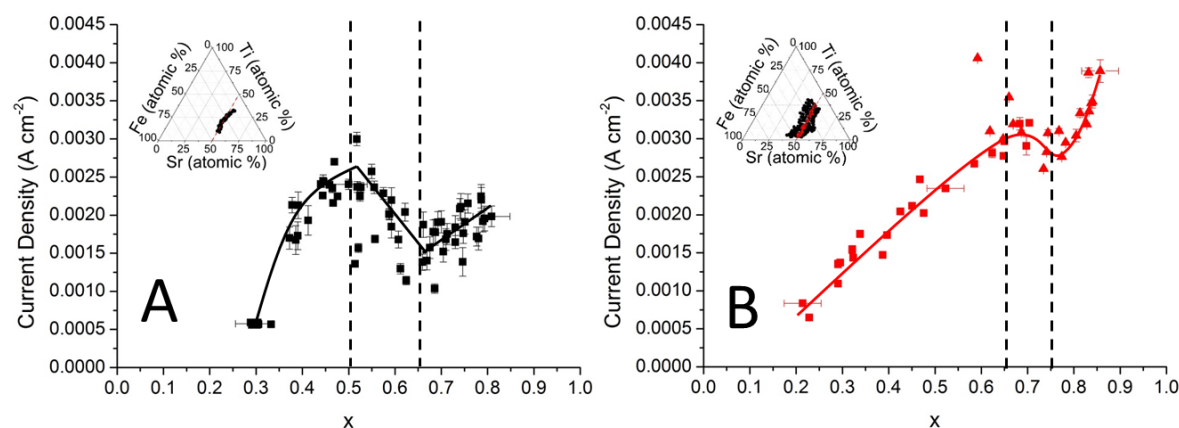 0.0045
0.0040
0.0035
0.0030
0.0025
0.0020
0.0015
0.0010
0.0005
0.0000
Current Density (A cm-2)
0.0 0.1 0.2 0.3 0.4 0.5 0.6 0.7 0.8 0.9 1.0
x
A
0 100
25 75
50 50
75 25
100 0
0 25 50 75 100
Fe (atomic %)
Ti (atomic %)
Sr (atomic %)
0.0045
0.0040
0.0035
0.0030
0.0025
0.0020
0.0015
0.0010
0.0005
0.0000
Current Density (A cm-2)
0.0 0.1 0.2 0.3 0.4 0.5 0.6 0.7 0.8 0.9 1.0
x
B
0 100
25 75
50 50
75 25
100 0
0 25 50 75 100
Fe (atomic %)
Ti (atomic %)
Sr (atomic %)